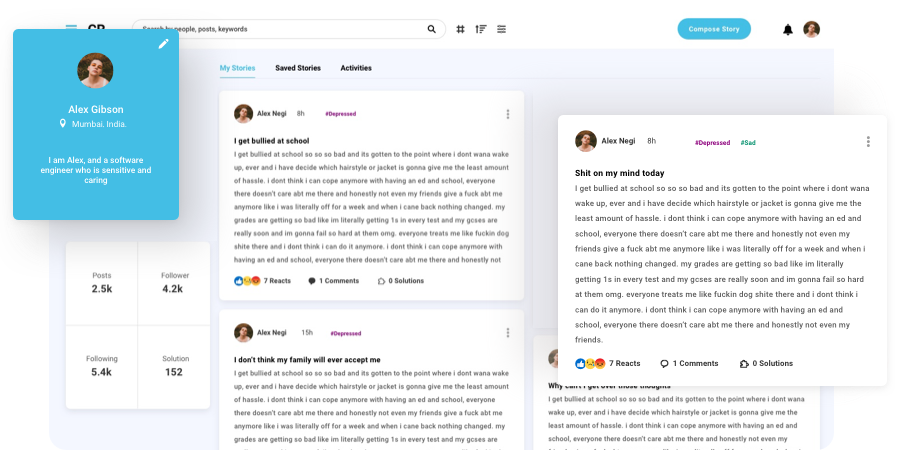 Search by people, posts, keywords
Compose Story
Alex Gibson
Mumbai. India.
I am Alex, and a software
engineer who is sensitive and
caring
Posts
2.5k
Follower
4.2k
Following
5.4k
Solution
152
My Stories
Saved Stories
Activities
Alex Negi 8h #Depressed
I get bullied at school
I get bullied at school so so so bad and its gotten to the point where i dont wana wake
up, ever and i have decide which hairstyle or jacket is gonna give me the least amount
of hassle. i dont think i can cope anymore with having an ed and school, everyone
there doesn't care abt me there and honestly not even my friends give a fuck abt me
anymore like i was literally off for a week and when i cane back nothing changed. my
grades are getting so bad like im literally getting 1s in every test and my gcses are
really soon and im gonna fail so hard at them omg. everyone treats me like fuckin dog
shite there and i dont think i can do it anymore. i dont think i can cope anymore with
having an ed and school, everyone there doesn't care abt me there and honestly not
7 Reacts
1 Comments
0 Solutions
Alex Negi 15h #Depressed
I don't think my family will ever accept me
I get bullied at school so so so bad and its gotten to the point where i dont wana wake
up, ever and i have decide which hairstyle or jacket is gonna give me the least amount
of hassle. i dont think i can cope anymore with having an ed and school, everyone
there doesn't care abt me there and honestly not even my friends give a fuck abt me
anymore like i was literally off for a week and when i cane back nothing changed. my
grades are getting so bad like im literally getting 1s in every test and my gcses are
Alex Negi 8h #Depressed #Sad
Shit on my mind today
I get bullied at school so so so bad and its gotten to the point where i dont wana
wake up, ever and i have decide which hairstyle or jacket is gonna give me the
least amount of hassle. i dont think i can cope anymore with having an ed and
school, everyone there doesn't care abt me there and honestly not even my
friends give a fuck abt me anymore like i was literally off for a week and when i
cane back nothing changed. my grades are getting so bad like im literally
getting 1s in every test and my gcses are really soon and im gonna fail so hard
at them omg. everyone treats me like fuckin dog shite there and i dont think i
can do it anymore. i dont think i can cope anymore with having an ed and
school, everyone there doesn't care abt me there and honestly not even my
friends.
7 Reacts
1 Comments
0 Solutions
Why can't I get over those thoughts
I get bullied at school so so so bad and its gotten to the point where i dont wana
wake up, ever and i have decide which hairstyle or jacket is gonna give me the
least amount of hassle. i dont think i can cope anymore with having an ed and
school, everyone there doesn't care abt me there and honestly not even my